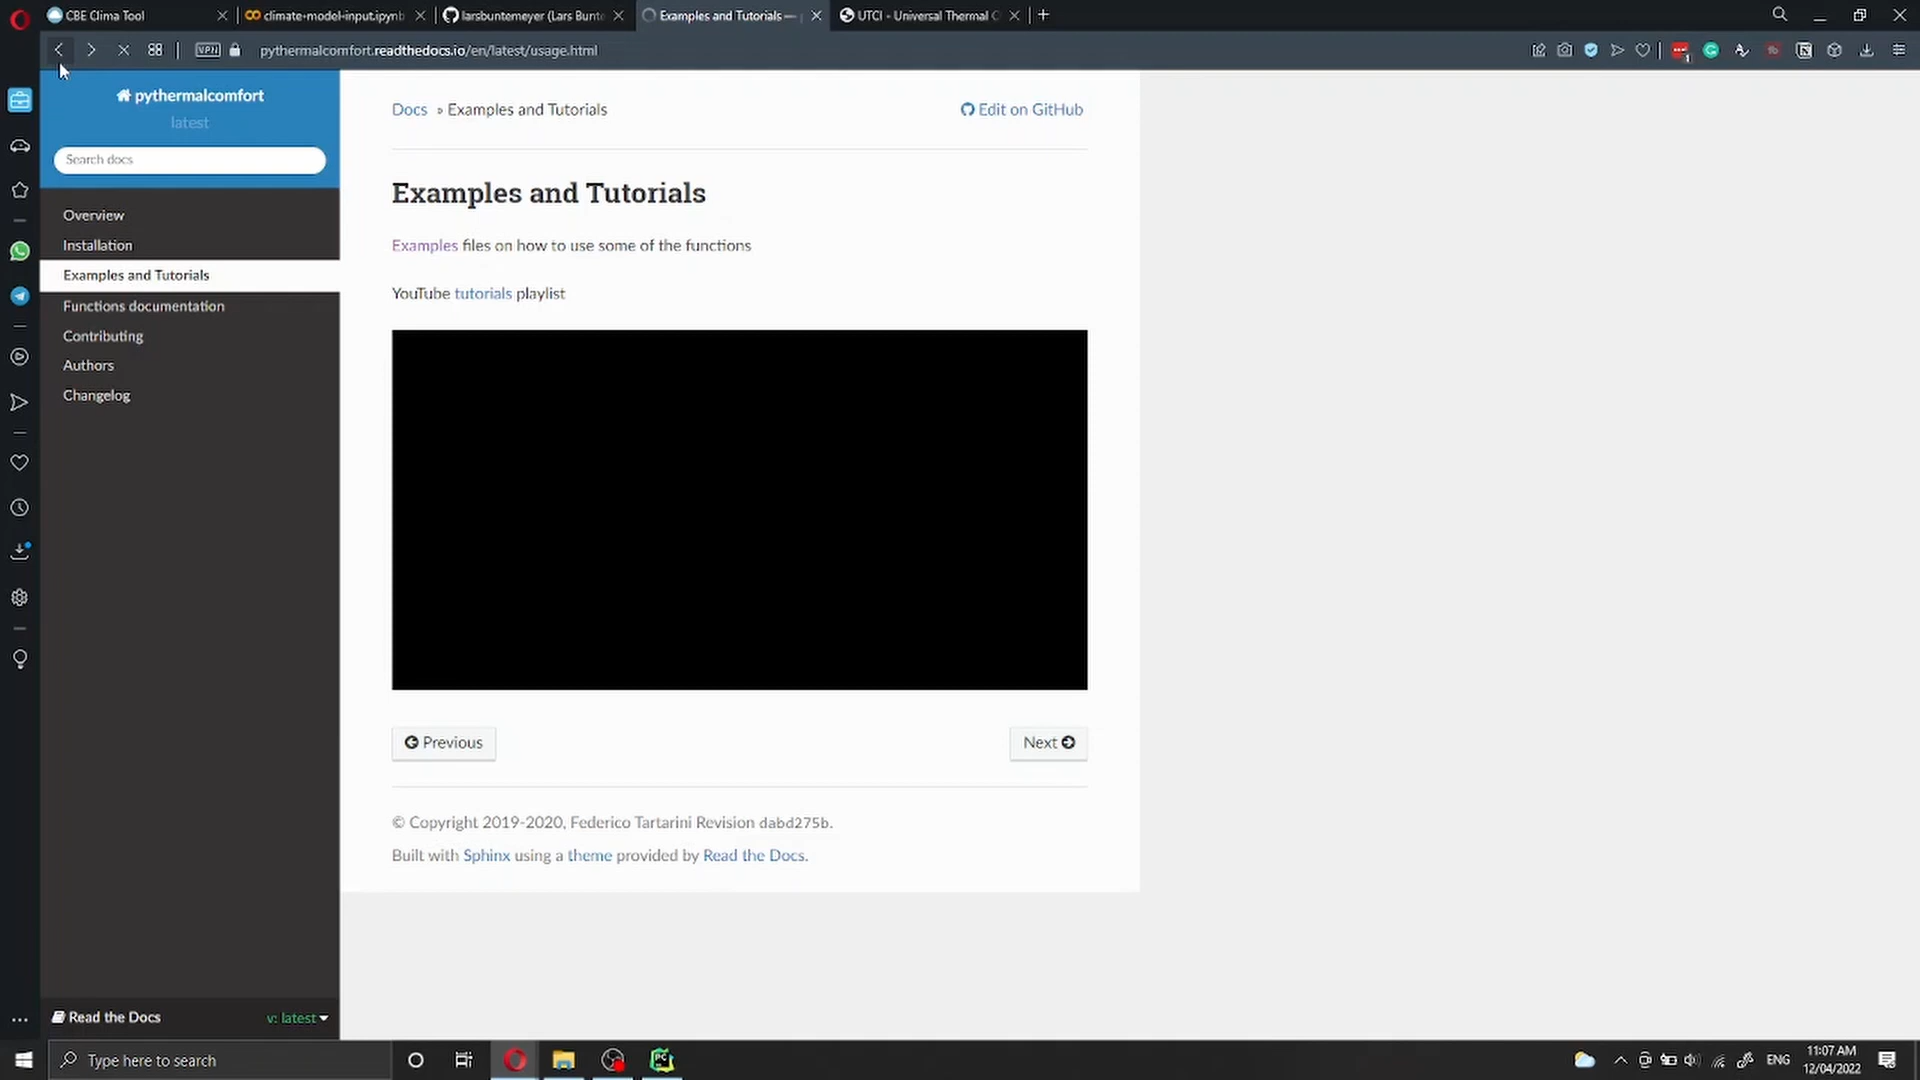 CBE Clima Tool
climate-model-input.ipynb
larsbuntemeyer (Lars Bunte
Examples and Tutorials —
UTCI - Universal Thermal C
VPN
pythermalcomfort.readthedocs.io/en/latest/usage.html
pythermalcomfort
latest
Search docs
Overview
Installation
Examples and Tutorials
Functions documentation
Contributing
Authors
Changelog
Read the Docs
v: latest
Docs » Examples and Tutorials
Edit on GitHub
Examples and Tutorials
Examples files on how to use some of the functions
YouTube tutorials playlist
Previous
Next
© Copyright 2019-2020, Federico Tartarini Revision dabd275b.
Built with Sphinx using a theme provided by Read the Docs.
Type here to search
PC
ENG
11:07 AM
12/04/2022